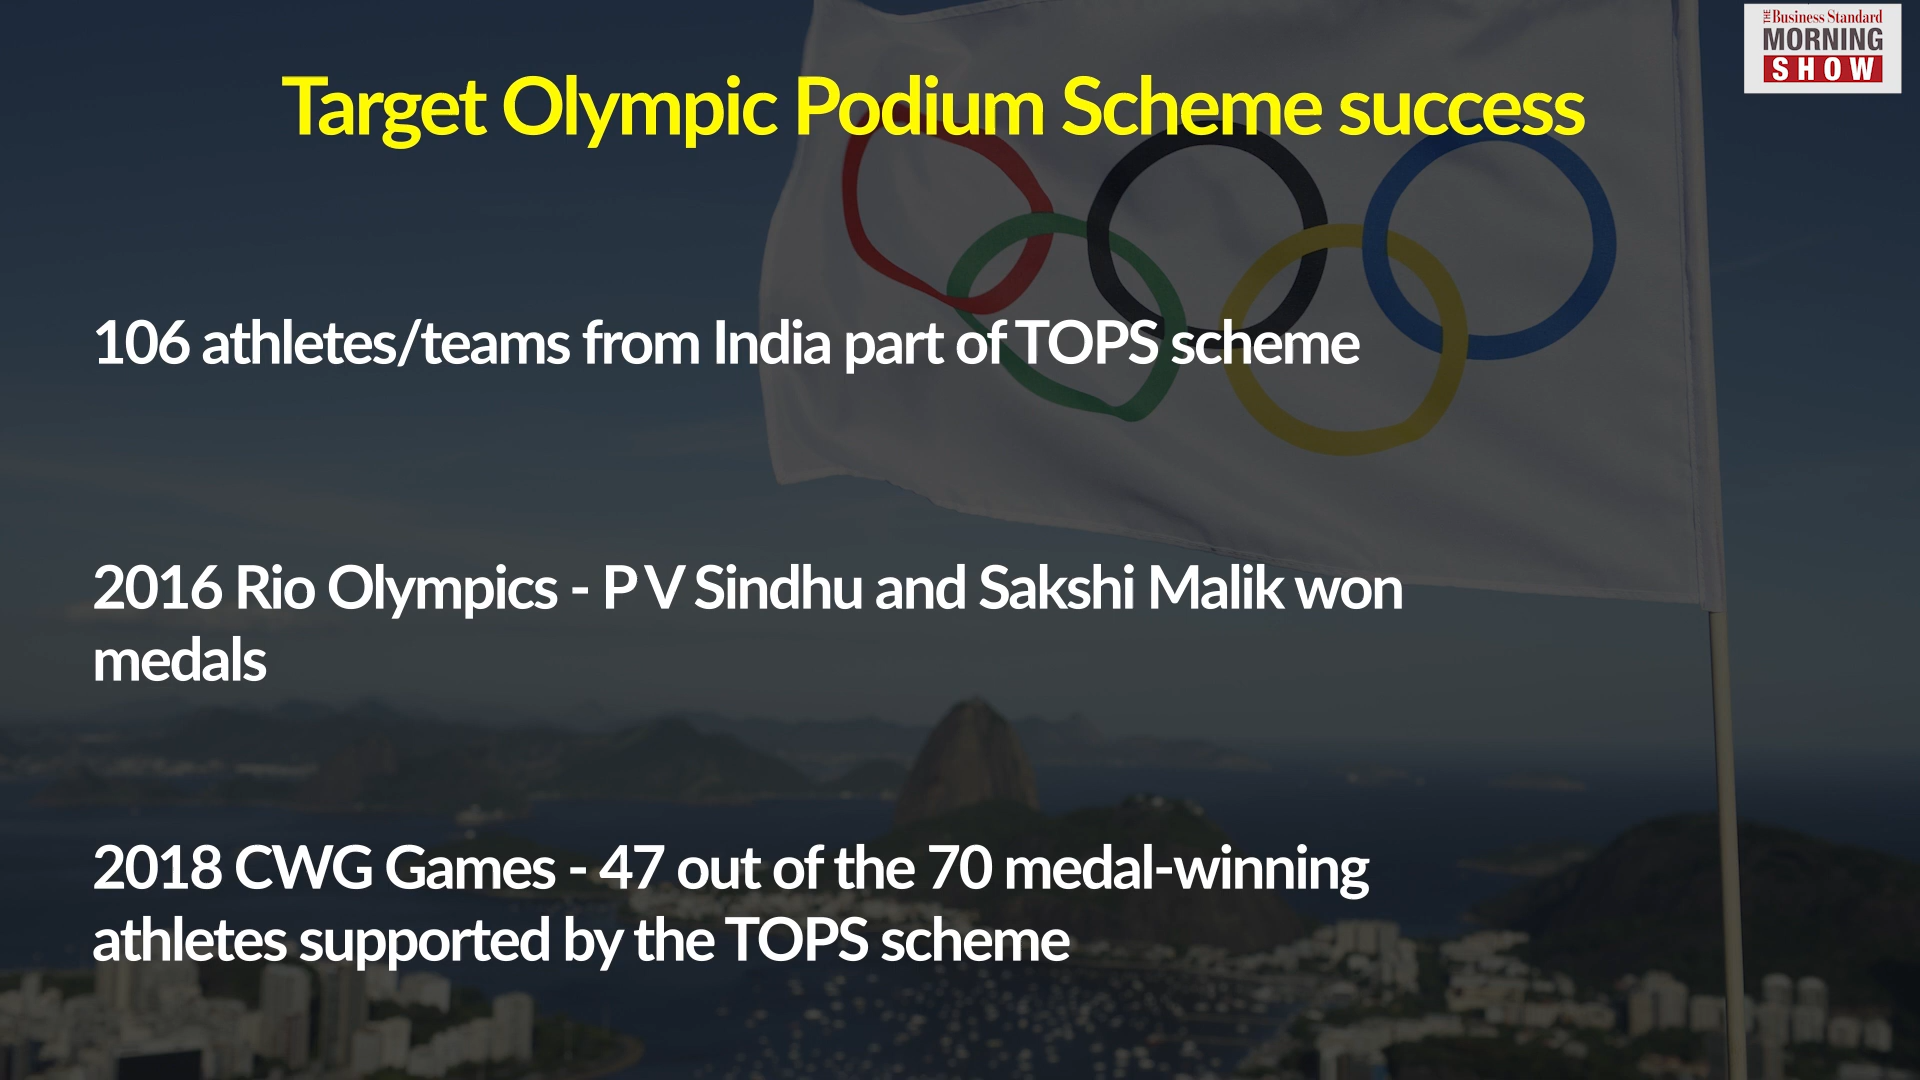 THE Business Standard
MORNING
SHOW
Target Olympic Podium Scheme success
106 athletes/teams from India part of TOPS scheme
2016 Rio Olympics - P V Sindhu and Sakshi Malik won
medals
2018 CWG Games - 47 out of the 70 medal-winning
athletes supported by the TOPS scheme